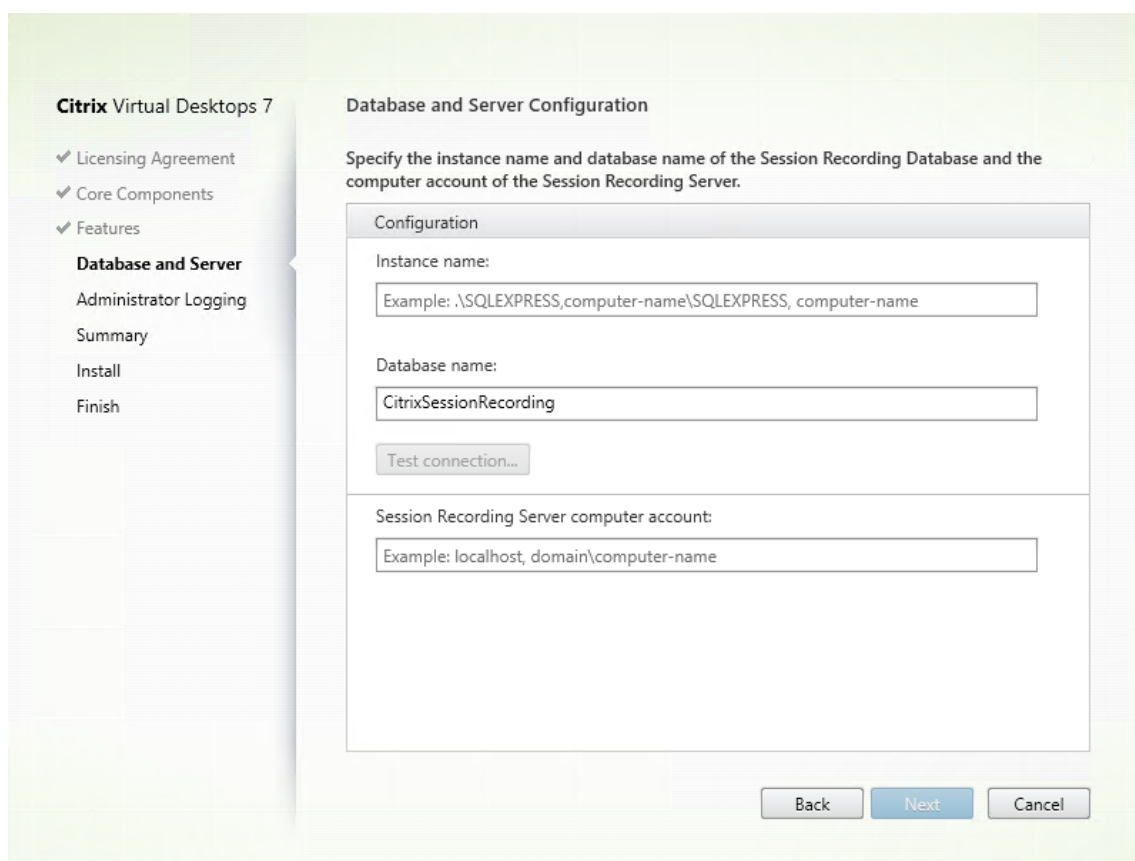 Citrix Virtual Desktops 7
Licensing Agreement
Core Components
Features
Database and Server
Administrator Logging
Summary
Install
Finish
Database and Server Configuration
Specify the instance name and database name of the Session Recording Database and the
computer account of the Session Recording Server.
Configuration
Instance name:
Example: .\SQLEXPRESS,computer-name\SQLEXPRESS, computer-name
Database name:
CitrixSessionRecording
Test connection...
Session Recording Server computer account:
Example: localhost, domain\computer-name
Back
Next
Cancel